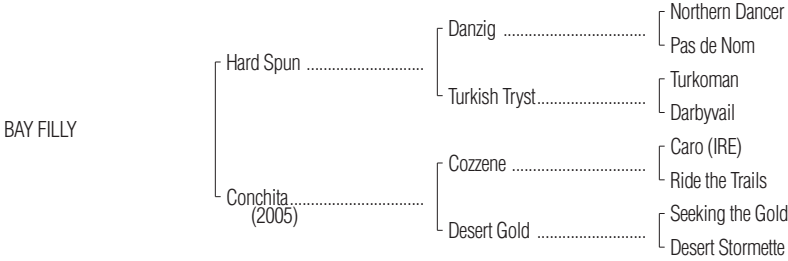 Northern Dancer
Danzig ................................
Pas de Nom
Hard Spun ..........................
Turkoman
Turkish Tryst........................
Darbyvail
BAY FILLY
Caro (IRE)
Cozzene ..............................
Ride the Trails
Conchita..............................
(2005)
Seeking the Gold
Desert Gold ........................
Desert Stormette